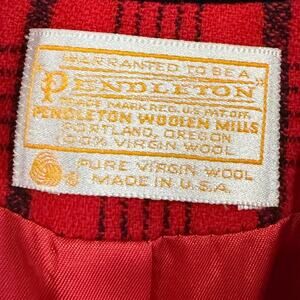 "WARRANTED TO BE A"
PENDLETON
TRADE MARK REG. U.S. PAT. OFF.
PENDLETON WOOLEN MILLS
PORTLAND, OREGON
100% VIRGIN WOOL
PURE VIRGIN WOOL
MADE IN U.S.A.